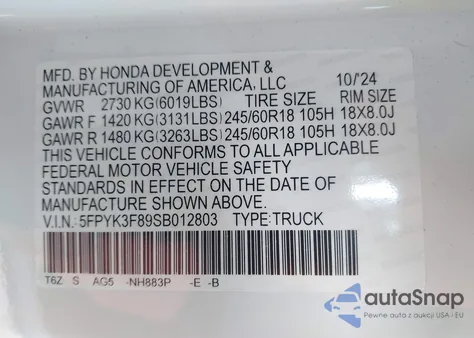 MFD. BY HONDA DEVELOPMENT &
MANUFACTURING OF AMERICA, LLC 10/'24
GVWR 2730 KG(6019LBS) TIRE SIZE RIM SIZE
GAWR F 1420 KG(3131LBS) 245/60R18 105H 18X8.0J
GAWR R 1480 KG(3263LBS) 245/60R18 105H 18X8.0J
THIS VEHICLE CONFORMS TO ALL APPLICABLE
FEDERAL MOTOR VEHICLE SAFETY
STANDARDS IN EFFECT ON THE DATE OF
MANUFACTURE SHOWN ABOVE.
V.I.N.: 5FPYK3F89SB012803 TYPE:TRUCK
T6Z S AG5 -NH883P -E -B
autoSnap
Pewne auta z aukcji USA i EU